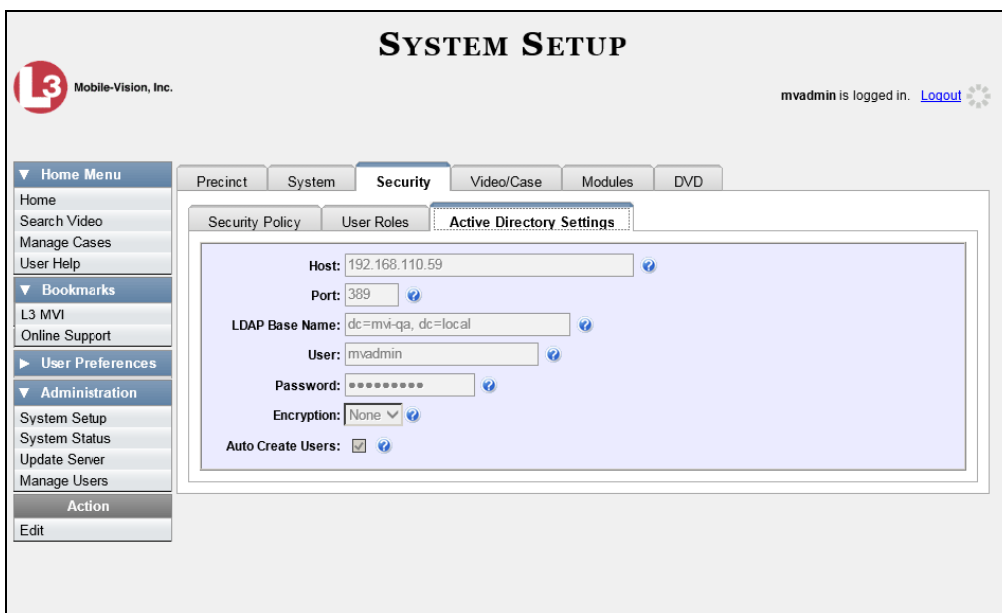 SYSTEM SETUP
L3 Mobile-Vision, Inc.
mvadmin is logged in. Logout
Home Menu
Home
Search Video
Manage Cases
User Help
Bookmarks
L3 MVI
Online Support
User Preferences
Administration
System Setup
System Status
Update Server
Manage Users
Action
Edit
Precinct System Security Video/Case Modules DVD
Security Policy User Roles Active Directory Settings
Host: 192.168.110.59 ?
Port: 389 ?
LDAP Base Name: dc=mvi-qa, dc=local ?
User: mvadmin ?
Password: ••••••••• ?
Encryption: None ?
Auto Create Users: ?